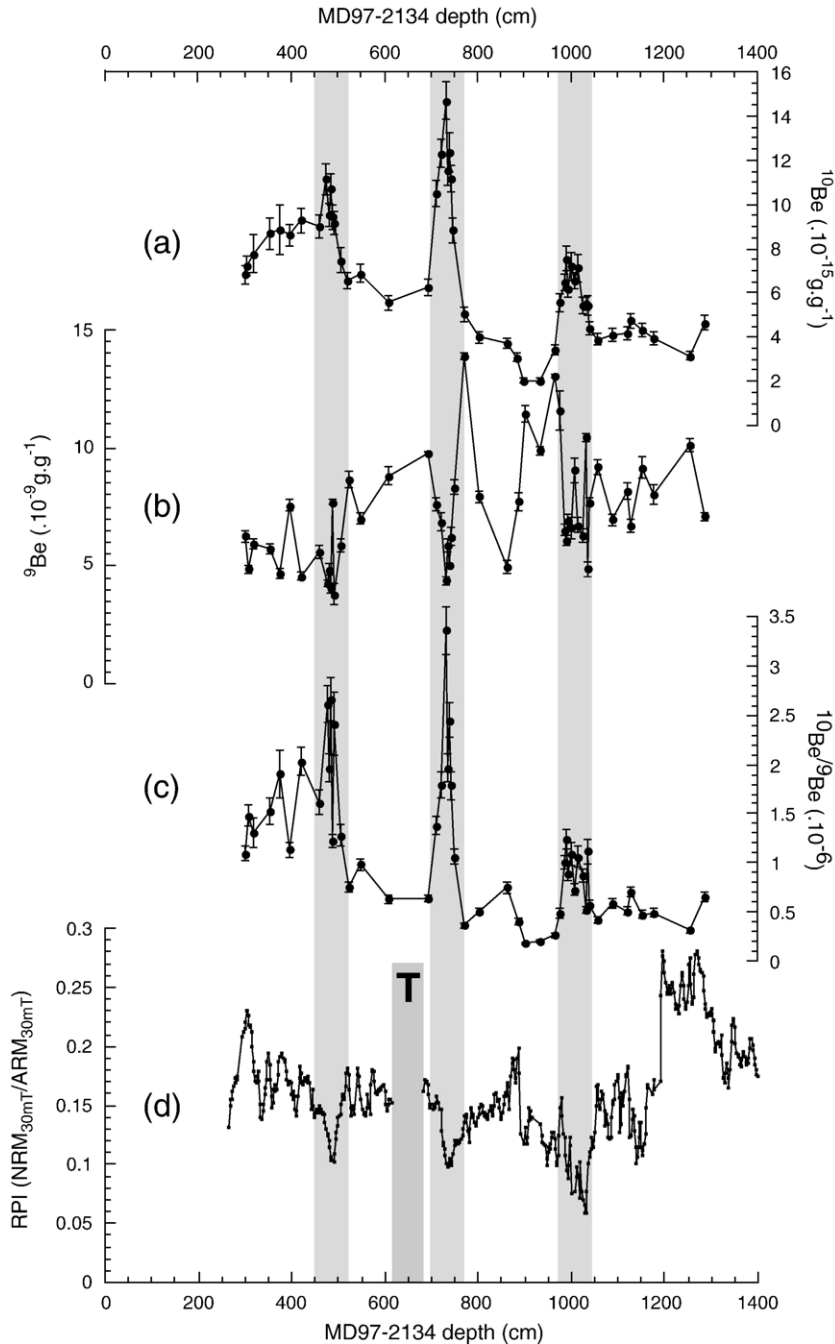 MD97-2134 depth (cm)
0 200 400 600 800 1000 1200 1400
16
14
12
10
8
6
4
2
0
¹⁰Be (.10⁻¹⁵g.g⁻¹)
(a)
15
10
5
0
⁹Be (.10⁻⁹g.g⁻¹)
(b)
3.5
3
2.5
2
1.5
1
0.5
0
¹⁰Be/⁹Be (.10⁻⁶)
(c)
0.3
0.25
0.2
0.15
0.1
0.05
0
RPI (NRM₃₀ₘT/ARM₃₀ₘT)
T
(d)
0 200 400 600 800 1000 1200 1400
MD97-2134 depth (cm)